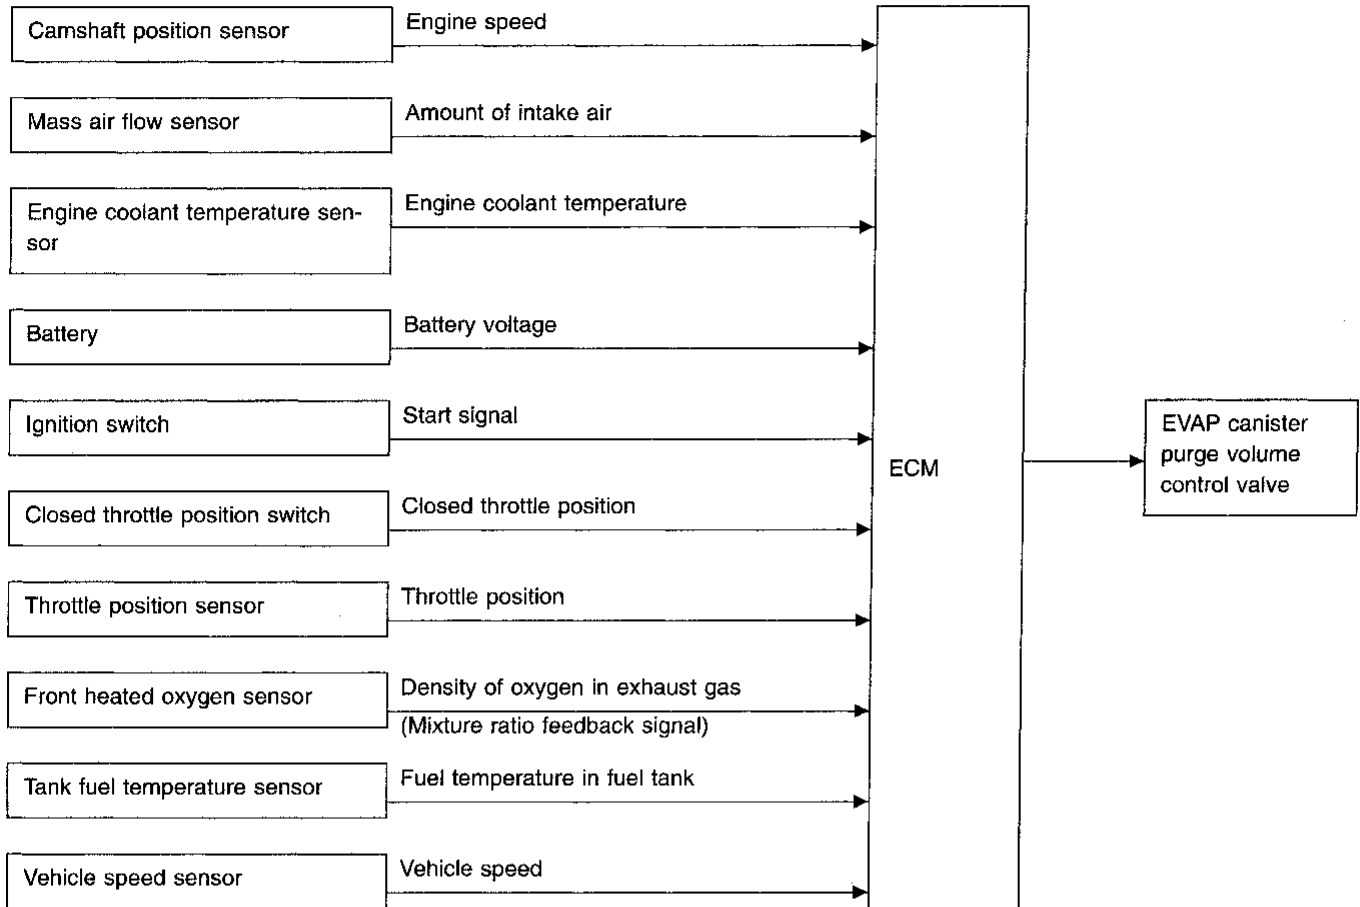 Camshaft position sensor
Engine speed
Mass air flow sensor
Amount of intake air
Engine coolant temperature sen-
sor
Engine coolant temperature
Battery
Battery voltage
Ignition switch
Start signal
Closed throttle position switch
Closed throttle position
Throttle position sensor
Throttle position
Front heated oxygen sensor
Density of oxygen in exhaust gas
(Mixture ratio feedback signal)
Tank fuel temperature sensor
Fuel temperature in fuel tank
Vehicle speed sensor
Vehicle speed
ECM
EVAP canister
purge volume
control valve